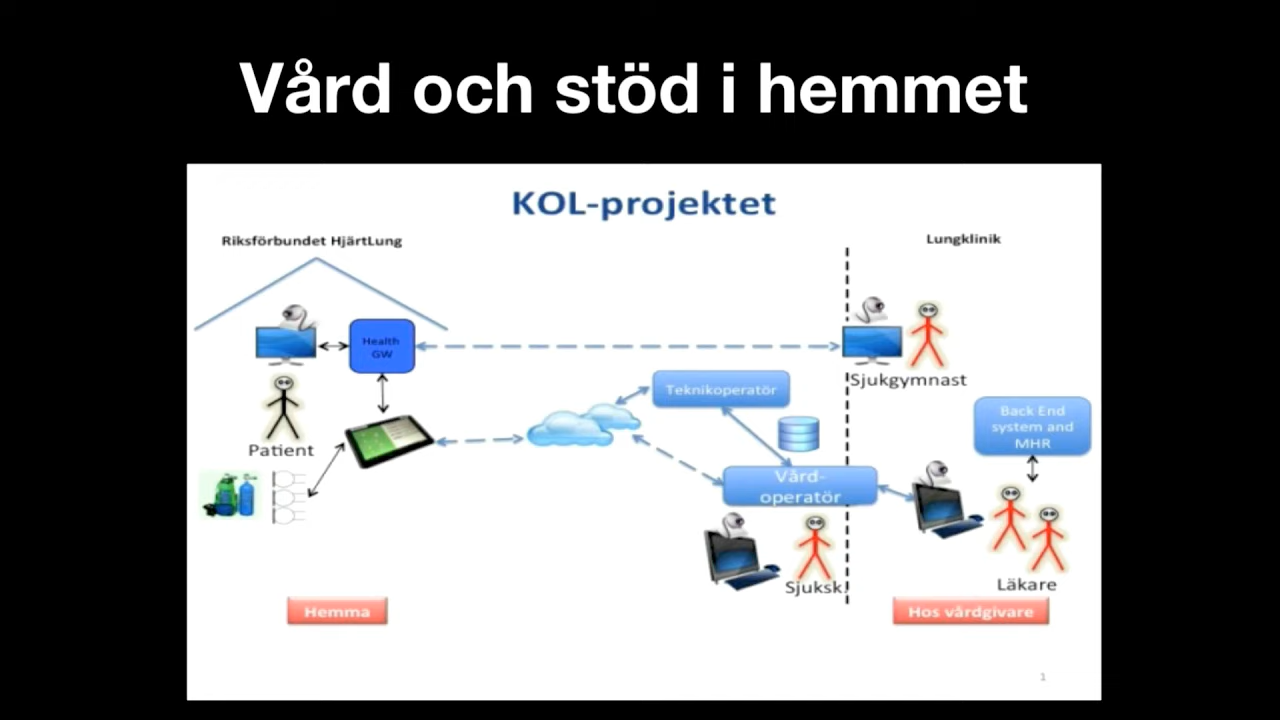 Vård och stöd i hemmet
KOL-projektet
Riksförbundet HjärtLung
Lungklinik
Health
GW
Sjukgymnast
Teknikoperatör
Back End
system and
MHR
Patient
Vård-
operatör
Sjuksk.
Läkare
Hemma
Hos vårdgivare
1